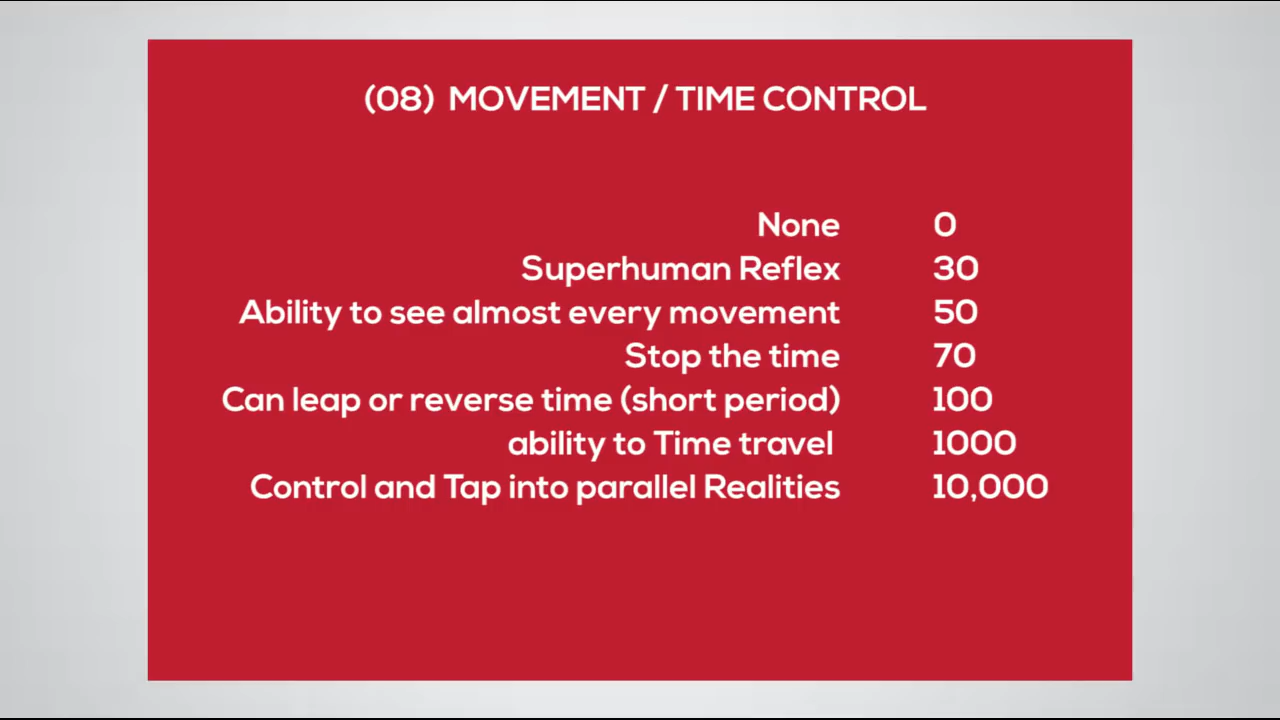 (08) MOVEMENT / TIME CONTROL
None 0
Superhuman Reflex 30
Ability to see almost every movement 50
Stop the time 70
Can leap or reverse time (short period) 100
ability to Time travel 1000
Control and Tap into parallel Realities 10,000